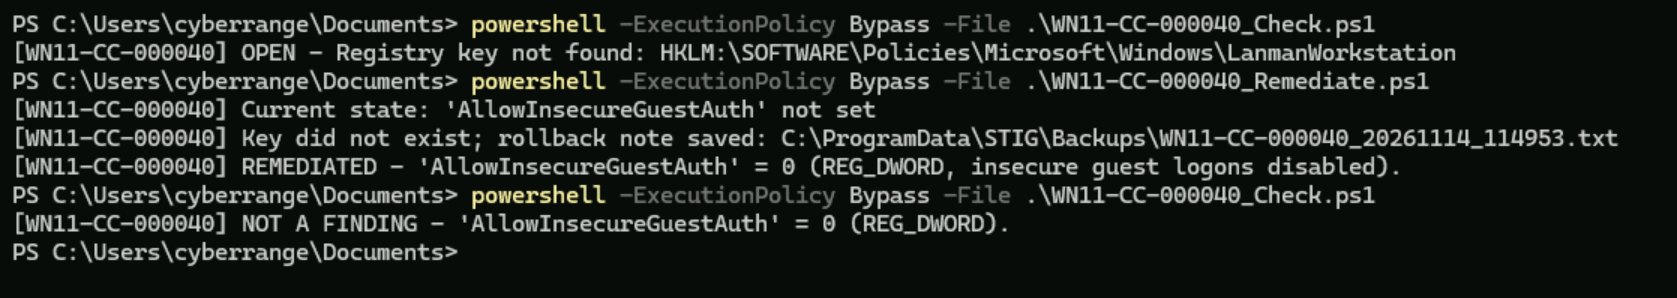 PS C:\Users\cyberrange\Documents> powershell -ExecutionPolicy Bypass -File .\WN11-CC-000040_Check.ps1
[WN11-CC-000040] OPEN - Registry key not found: HKLM:\SOFTWARE\Policies\Microsoft\Windows\LanmanWorkstation
PS C:\Users\cyberrange\Documents> powershell -ExecutionPolicy Bypass -File .\WN11-CC-000040_Remediate.ps1
[WN11-CC-000040] Current state: 'AllowInsecureGuestAuth' not set
[WN11-CC-000040] Key did not exist; rollback note saved: C:\ProgramData\STIG\Backups\WN11-CC-000040_20261114_114953.txt
[WN11-CC-000040] REMEDIATED - 'AllowInsecureGuestAuth' = 0 (REG_DWORD, insecure guest logons disabled).
PS C:\Users\cyberrange\Documents> powershell -ExecutionPolicy Bypass -File .\WN11-CC-000040_Check.ps1
[WN11-CC-000040] NOT A FINDING - 'AllowInsecureGuestAuth' = 0 (REG_DWORD).
PS C:\Users\cyberrange\Documents>